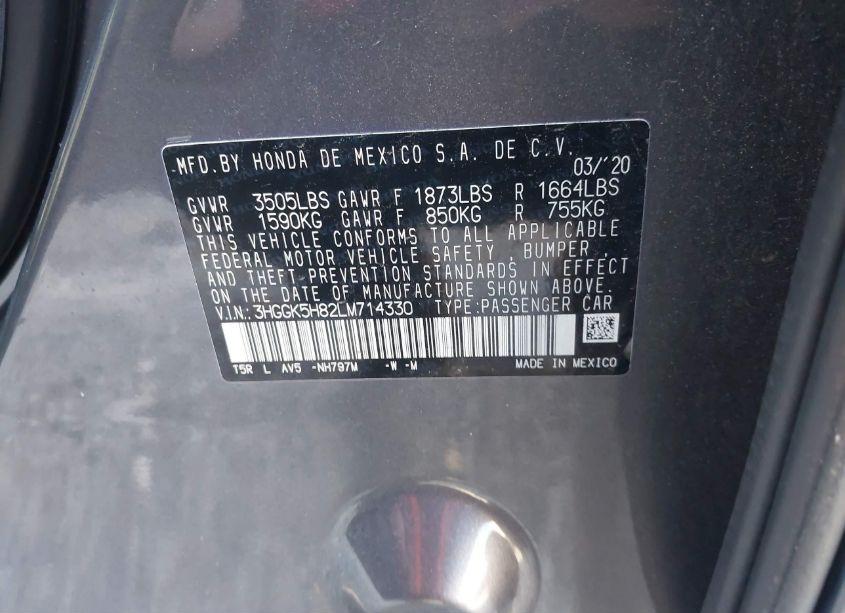 MFD.BY HONDA DE MEXICO S.A. DE C.V. 03/'20
GVWR 3505LBS GAWR F 1873LBS R 1664LBS
GVWR 1590KG GAWR F 850KG R 755KG
THIS VEHICLE CONFORMS TO ALL APPLICABLE
FEDERAL MOTOR VEHICLE SAFETY , BUMPER ,
AND THEFT PREVENTION STANDARDS IN EFFECT
ON THE DATE OF MANUFACTURE SHOWN ABOVE.
V.I.N: 3HGGK5H82LM714330 TYPE:PASSENGER CAR
T5R L AV5 -NH797M -W -M MADE IN MEXICO